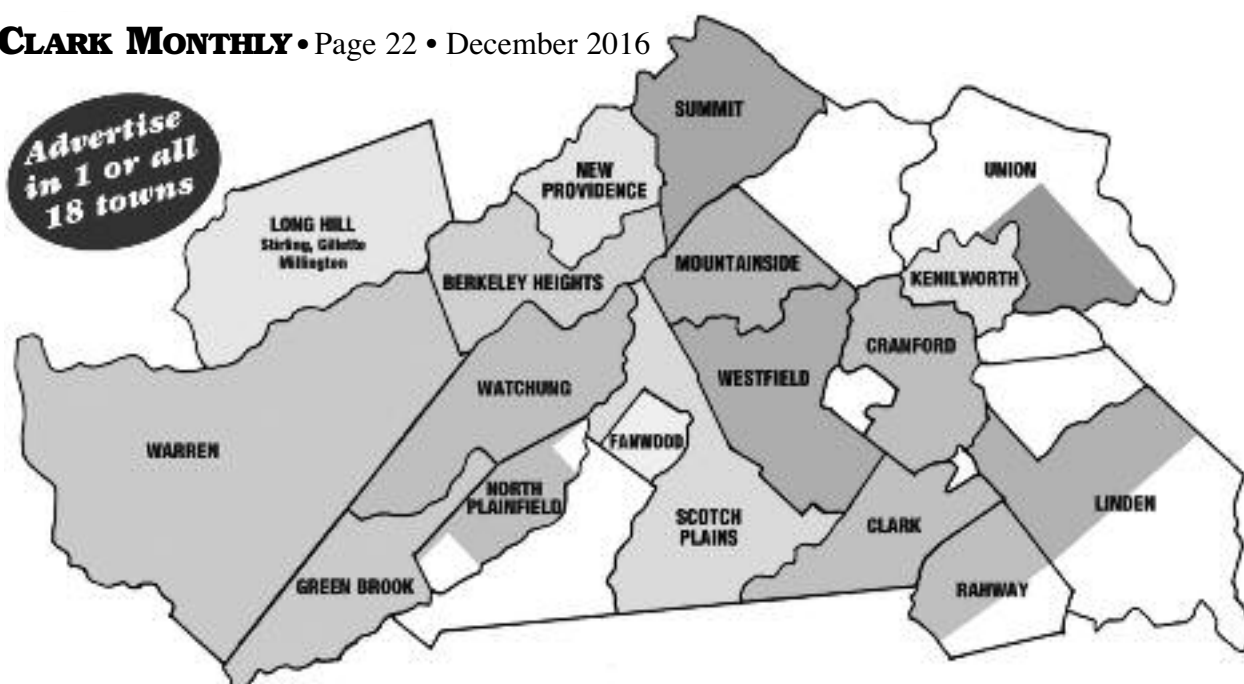 CLARK MONTHLY • Page 22 • December 2016
Advertise
in 1 or all
18 towns
SUMMIT
NEW
PROVIDENCE
UNION
LONG HILL
Stirling, Gillette
Millington
BERKELEY HEIGHTS
MOUNTAINSIDE
KENILWORTH
CRANFORD
WATCHUNG
WESTFIELD
WARREN
FANWOOD
NORTH
PLAINFIELD
SCOTCH
PLAINS
CLARK
LINDEN
GREEN BROOK
RAHWAY